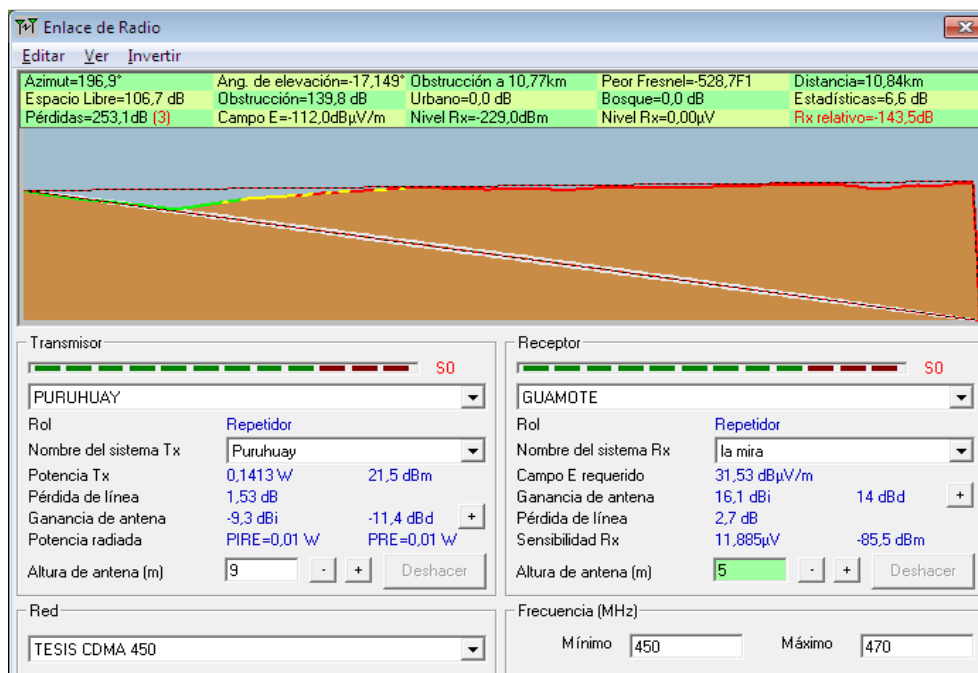 Enlace de Radio
Editar Ver Invertir
Azimut=196,9° Ang. de elevación=-17,149° Obstrucción a 10,77km Peor Fresnel=-528,7F1 Distancia=10,84km
Espacio Libre=106,7 dB Obstrucción=139,8 dB Urbano=0,0 dB Bosque=0,0 dB Estadísticas=6,6 dB
Pérdidas=253,1dB (3) Campo E=-112,0dBµV/m Nivel Rx=-229,0dBm Nivel Rx=0,00µV Rx relativo=-143,5dB
Transmisor
S0
PURUHUAY
Rol Repetidor
Nombre del sistema Tx Puruhuay
Potencia Tx 0,1413 W 21,5 dBm
Pérdida de línea 1,53 dB
Ganancia de antena -9,3 dBi -11,4 dBd +
Potencia radiada PIRE=0,01 W PRE=0,01 W
Altura de antena (m) 9 - + Deshacer
Red
TESIS CDMA 450
Receptor
S0
GUAMOTE
Rol Repetidor
Nombre del sistema Rx la mira
Campo E requerido 31,53 dBµV/m
Ganancia de antena 16,1 dBi 14 dBd +
Pérdida de línea 2,7 dB
Sensibilidad Rx 11,885µV -85,5 dBm
Altura de antena (m) 5 - + Deshacer
Frecuencia (MHz)
Mínimo 450 Máximo 470